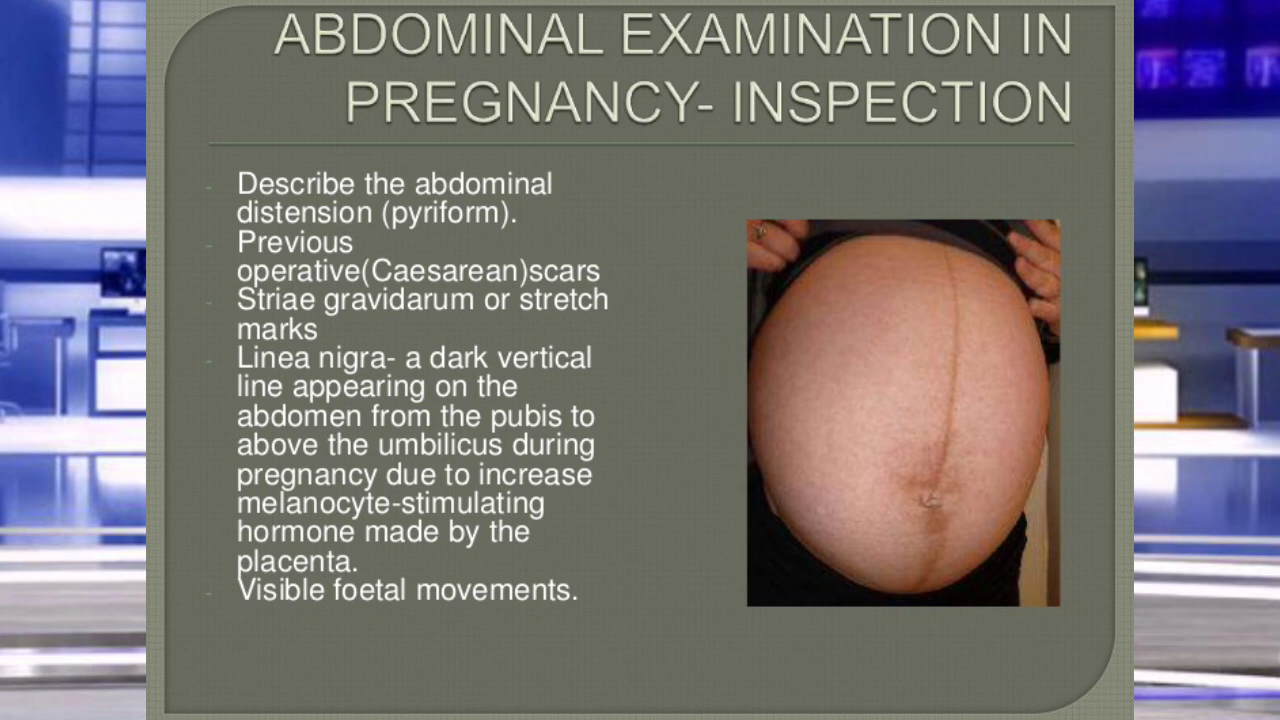 ABDOMINAL EXAMINATION IN
PREGNANCY- INSPECTION
- Describe the abdominal
distension (pyriform).
- Previous
operative(Caesarean)scars
- Striae gravidarum or stretch
marks
- Linea nigra- a dark vertical
line appearing on the
abdomen from the pubis to
above the umbilicus during
pregnancy due to increase
melanocyte-stimulating
hormone made by the
placenta.
- Visible foetal movements.